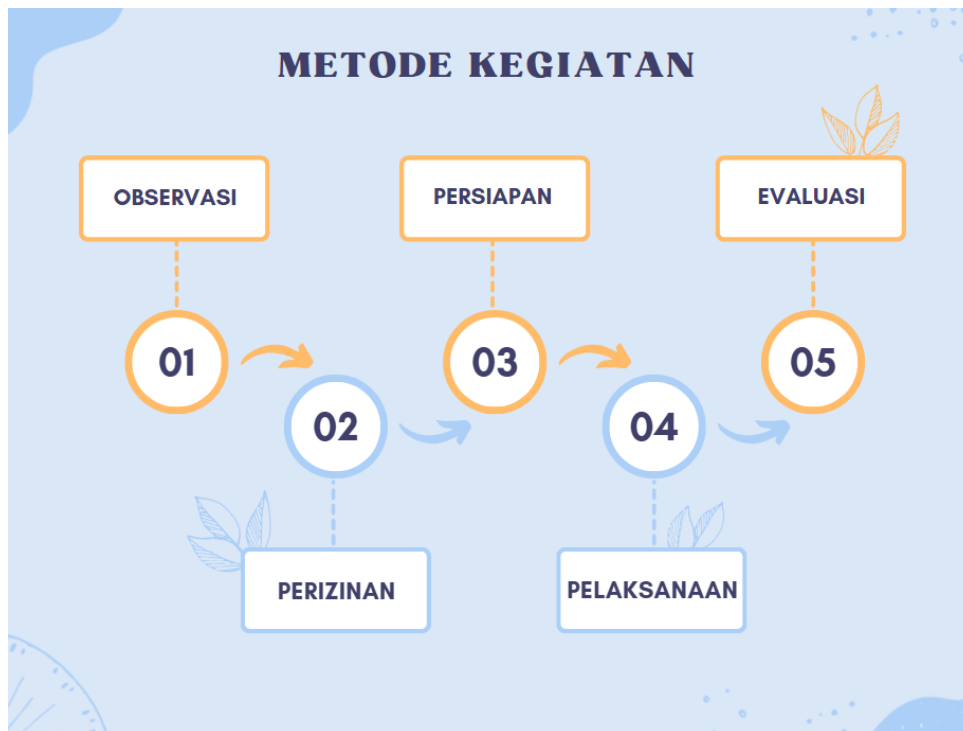 METODE KEGIATAN
OBSERVASI
PERSIAPAN
EVALUASI
01
02
03
04
05
PERIZINAN
PELAKSANAAN